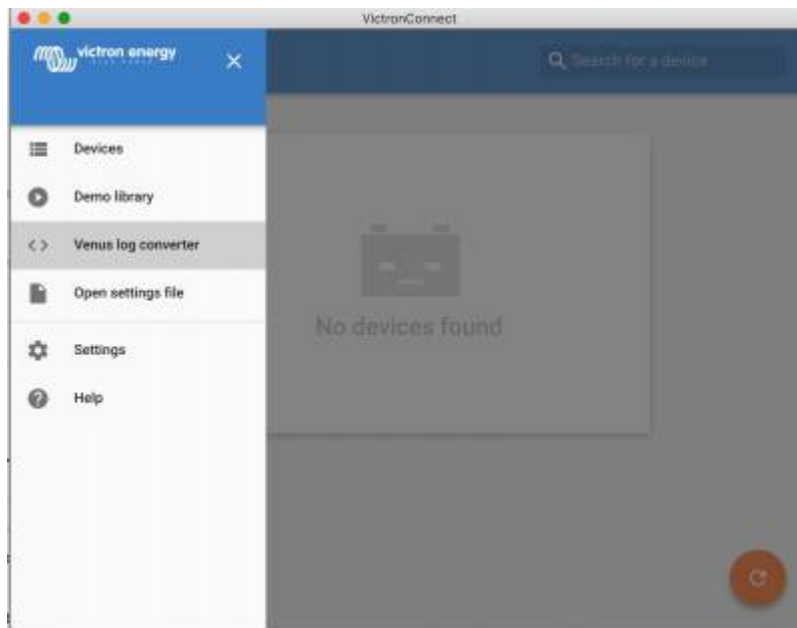 VictronConnect
victron energy
Search for a device
Devices
Demo library
Venus log converter
Open settings file
No devices found
Settings
Help